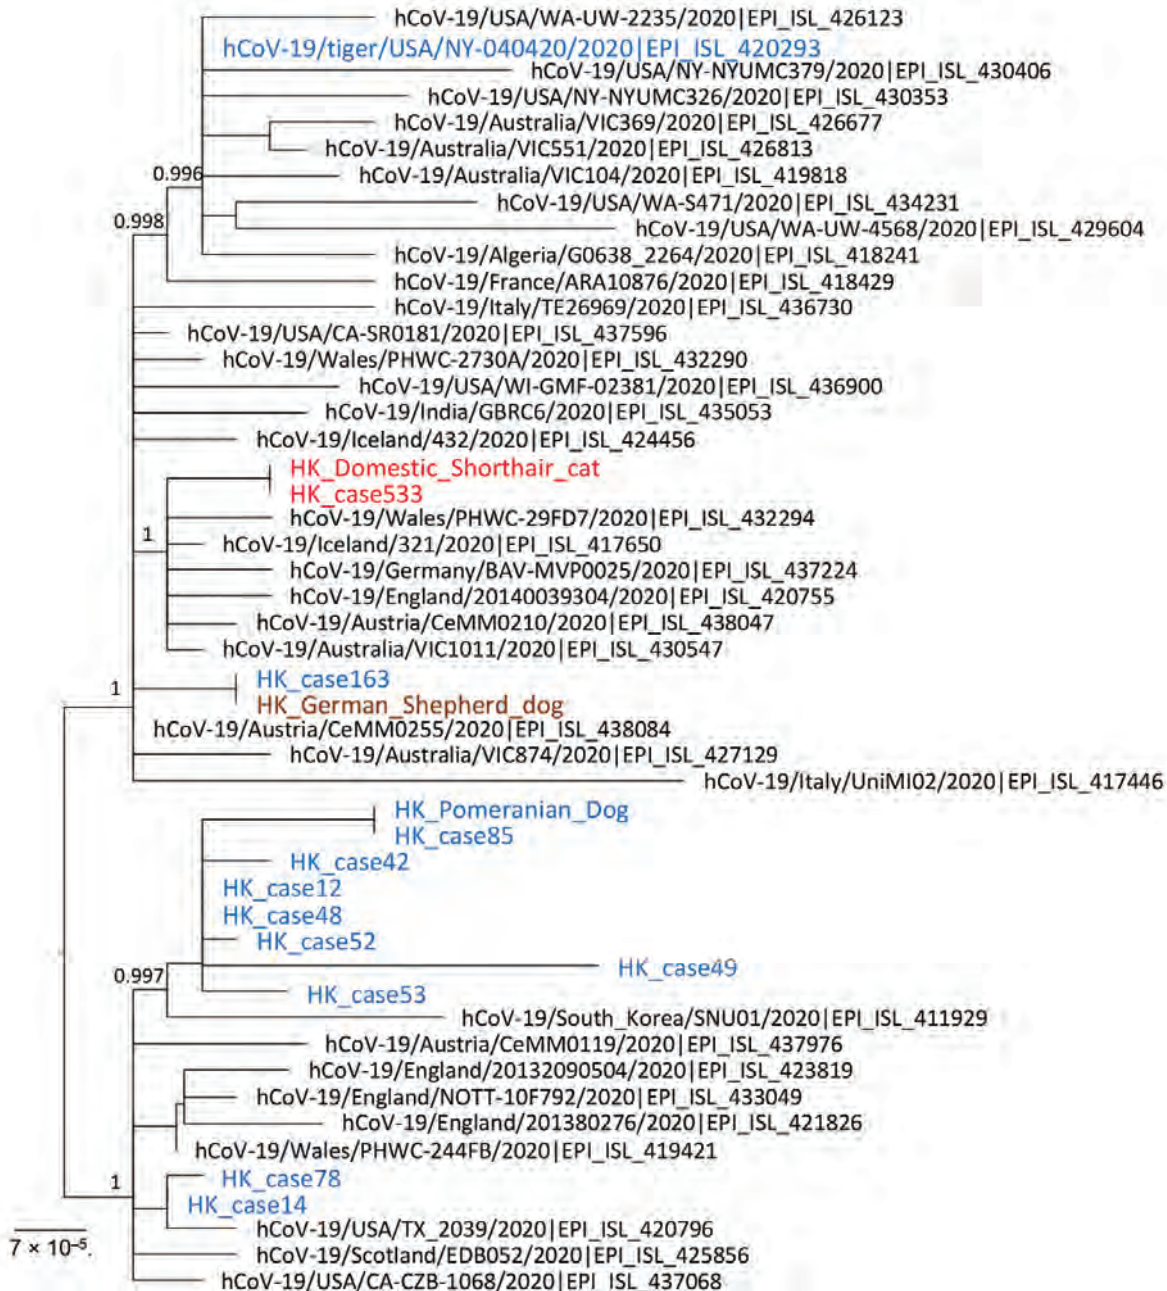 hCoV-19/USA/WA-UW-2235/2020|EPI_ISL_426123
hCoV-19/tiger/USA/NY-040420/2020|EPI_ISL_420293
hCoV-19/USA/NY-NYUMC379/2020|EPI_ISL_430406
hCoV-19/USA/NY-NYUMC326/2020|EPI_ISL_430353
hCoV-19/Australia/VIC369/2020|EPI_ISL_426677
hCoV-19/Australia/VIC551/2020|EPI_ISL_426813
0.996
hCoV-19/Australia/VIC104/2020|EPI_ISL_419818
hCoV-19/USA/WA-S471/2020|EPI_ISL_434231
0.998
hCoV-19/USA/WA-UW-4568/2020|EPI_ISL_429604
hCoV-19/Algeria/G0638_2264/2020|EPI_ISL_418241
hCoV-19/France/ARA10876/2020|EPI_ISL_418429
hCoV-19/Italy/TE26969/2020|EPI_ISL_436730
hCoV-19/USA/CA-SR0181/2020|EPI_ISL_437596
hCoV-19/Wales/PHWC-2730A/2020|EPI_ISL_432290
hCoV-19/USA/WI-GMF-02381/2020|EPI_ISL_436900
hCoV-19/India/GBRC6/2020|EPI_ISL_435053
hCoV-19/Iceland/432/2020|EPI_ISL_424456
HK_Domestic_Shorthair_cat
HK_case533
hCoV-19/Wales/PHWC-29FD7/2020|EPI_ISL_432294
1
hCoV-19/Iceland/321/2020|EPI_ISL_417650
hCoV-19/Germany/BAV-MVP0025/2020|EPI_ISL_437224
hCoV-19/England/20140039304/2020|EPI_ISL_420755
hCoV-19/Austria/CeMM0210/2020|EPI_ISL_438047
hCoV-19/Australia/VIC1011/2020|EPI_ISL_430547
HK_case163
1
HK_German_Shepherd_dog
hCoV-19/Austria/CeMM0255/2020|EPI_ISL_438084
hCoV-19/Australia/VIC874/2020|EPI_ISL_427129
hCoV-19/Italy/UniMI02/2020|EPI_ISL_417446
HK_Pomeranian_Dog
HK_case85
HK_case42
HK_case12
HK_case48
HK_case52
HK_case49
0.997
HK_case53
hCoV-19/South_Korea/SNU01/2020|EPI_ISL_411929
hCoV-19/Austria/CeMM0119/2020|EPI_ISL_437976
hCoV-19/England/20132090504/2020|EPI_ISL_423819
hCoV-19/England/NOTT-10F792/2020|EPI_ISL_433049
hCoV-19/England/201380276/2020|EPI_ISL_421826
hCoV-19/Wales/PHWC-244FB/2020|EPI_ISL_419421
1
HK_case78
HK_case14
hCoV-19/USA/TX_2039/2020|EPI_ISL_420796
7 × 10⁻⁵.
hCoV-19/Scotland/EDB052/2020|EPI_ISL_425856
hCoV-19/USA/CA-CZB-1068/2020|EPI_ISL_437068